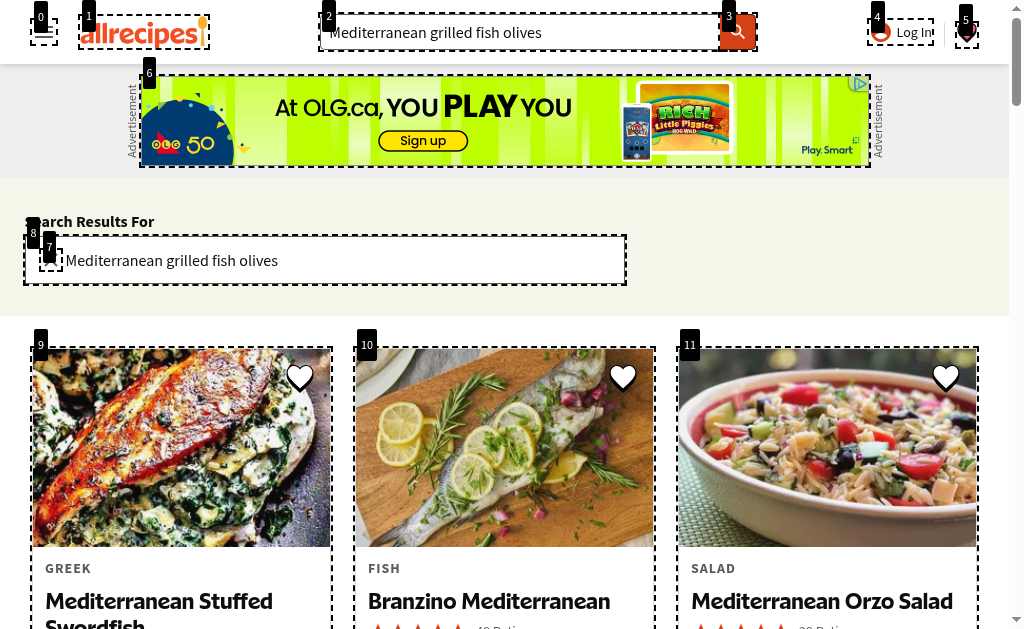 0
1
2
3
4
5
allrecipes
Mediterranean grilled fish olives
Log In
6
Advertisement
At OLG.ca, YOU PLAY YOU
Sign up
OLG 50
RICH
Little Piggies
HOG WILD
Play. Smart
Advertisement
Search Results For
8
7
Mediterranean grilled fish olives
9
10
11
GREEK
Mediterranean Stuffed
Swordfish
FISH
Branzino Mediterranean
SALAD
Mediterranean Orzo Salad